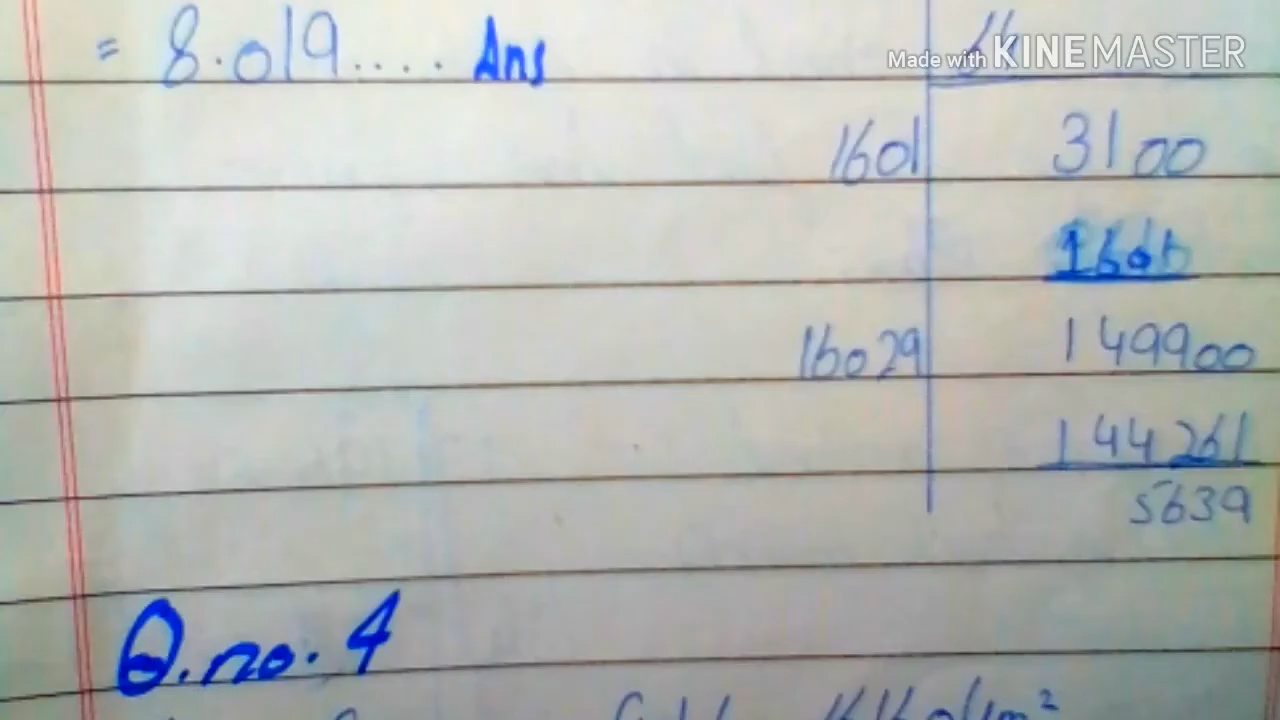 = 8.019.... Ans
Made with KINEMASTER
1601 3100
1601
16029 149900
144261
5639
Q.no.4